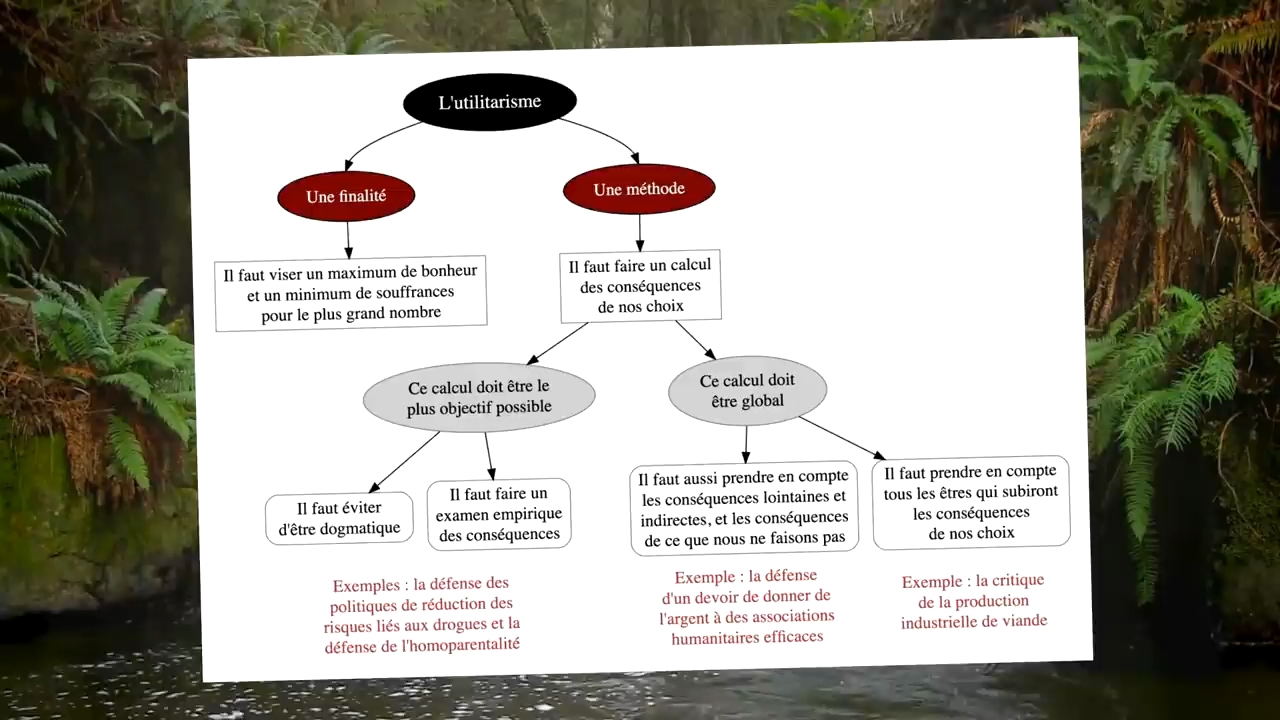 L'utilitarisme
Une finalité
Une méthode
Il faut viser un maximum de bonheur
et un minimum de souffrances
pour le plus grand nombre
Il faut faire un calcul
des conséquences
de nos choix
Ce calcul doit être le
plus objectif possible
Ce calcul doit
être global
Il faut éviter
d'être dogmatique
Il faut faire un
examen empirique
des conséquences
Il faut aussi prendre en compte
les conséquences lointaines et
indirectes, et les conséquences
de ce que nous ne faisons pas
Il faut prendre en compte
tous les êtres qui subiront
les conséquences
de nos choix
Exemples : la défense des
politiques de réduction des
risques liés aux drogues et la
défense de l'homoparentalité
Exemple : la défense
d'un devoir de donner de
l'argent à des associations
humanitaires efficaces
Exemple : la critique
de la production
industrielle de viande